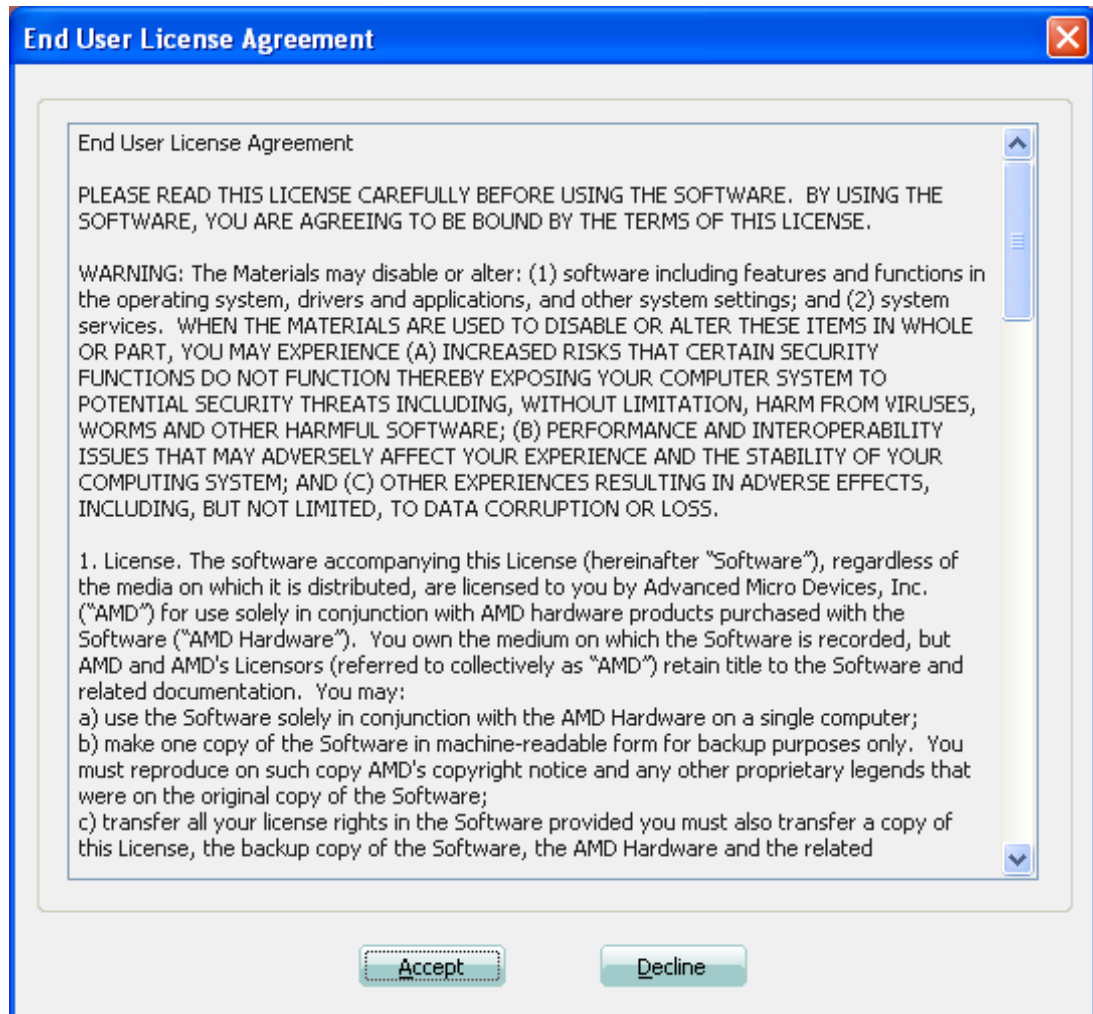 End User License Agreement
End User License Agreement
PLEASE READ THIS LICENSE CAREFULLY BEFORE USING THE SOFTWARE.  BY USING THE
SOFTWARE, YOU ARE AGREEING TO BE BOUND BY THE TERMS OF THIS LICENSE.
WARNING: The Materials may disable or alter: (1) software including features and functions in
the operating system, drivers and applications, and other system settings; and (2) system
services.  WHEN THE MATERIALS ARE USED TO DISABLE OR ALTER THESE ITEMS IN WHOLE
OR PART, YOU MAY EXPERIENCE (A) INCREASED RISKS THAT CERTAIN SECURITY
FUNCTIONS DO NOT FUNCTION THEREBY EXPOSING YOUR COMPUTER SYSTEM TO
POTENTIAL SECURITY THREATS INCLUDING, WITHOUT LIMITATION, HARM FROM VIRUSES,
WORMS AND OTHER HARMFUL SOFTWARE; (B) PERFORMANCE AND INTEROPERABILITY
ISSUES THAT MAY ADVERSELY AFFECT YOUR EXPERIENCE AND THE STABILITY OF YOUR
COMPUTING SYSTEM; AND (C) OTHER EXPERIENCES RESULTING IN ADVERSE EFFECTS,
INCLUDING, BUT NOT LIMITED, TO DATA CORRUPTION OR LOSS.
1. License. The software accompanying this License (hereinafter “Software”), regardless of
the media on which it is distributed, are licensed to you by Advanced Micro Devices, Inc.
(“AMD”) for use solely in conjunction with AMD hardware products purchased with the
Software (“AMD Hardware”).  You own the medium on which the Software is recorded, but
AMD and AMD's Licensors (referred to collectively as “AMD”) retain title to the Software and
related documentation.  You may:
a) use the Software solely in conjunction with the AMD Hardware on a single computer;
b) make one copy of the Software in machine-readable form for backup purposes only.  You
must reproduce on such copy AMD's copyright notice and any other proprietary legends that
were on the original copy of the Software;
c) transfer all your license rights in the Software provided you must also transfer a copy of
this License, the backup copy of the Software, the AMD Hardware and the related
Accept
Decline